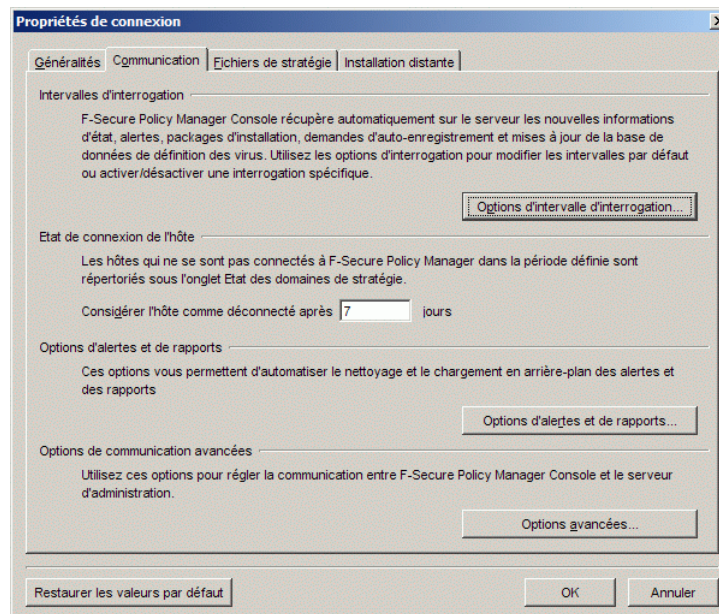 Propriétés de connexion
Généralités Communication Fichiers de stratégie Installation distante
Intervalles d'interrogation
F-Secure Policy Manager Console récupère automatiquement sur le serveur les nouvelles informations
d'état, alertes, packages d'installation, demandes d'auto-enregistrement et mises à jour de la base de
données de définition des virus. Utilisez les options d'interrogation pour modifier les intervalles par défaut
ou activer/désactiver une interrogation spécifique.
Options d'intervalle d'interrogation...
Etat de connexion de l'hôte
Les hôtes qui ne se sont pas connectés à F-Secure Policy Manager dans la période définie sont
répertoriés sous l'onglet Etat des domaines de stratégie.
Considérer l'hôte comme déconnecté après 7 jours
Options d'alertes et de rapports
Ces options vous permettent d'automatiser le nettoyage et le chargement en arrière-plan des alertes et
des rapports
Options d'alertes et de rapports...
Options de communication avancées
Utilisez ces options pour régler la communication entre F-Secure Policy Manager Console et le serveur
d'administration.
Options avancées...
Restaurer les valeurs par défaut OK Annuler